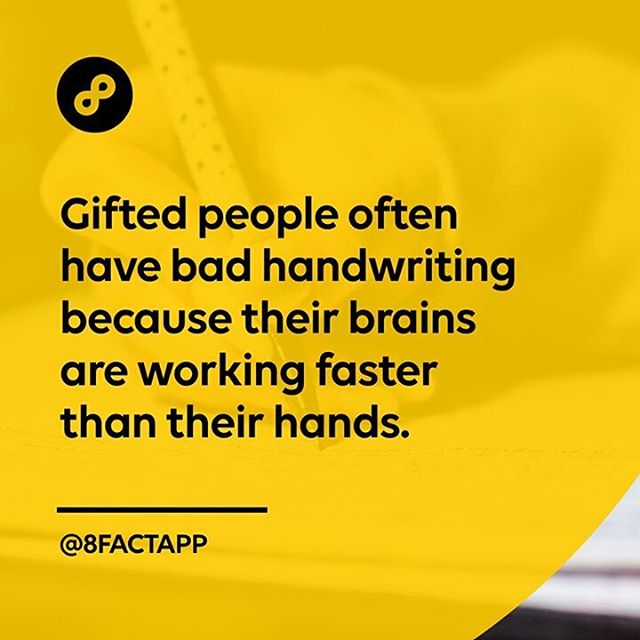 Gifted people often
have bad handwriting
because their brains
are working faster
than their hands.
@8FACTAPP